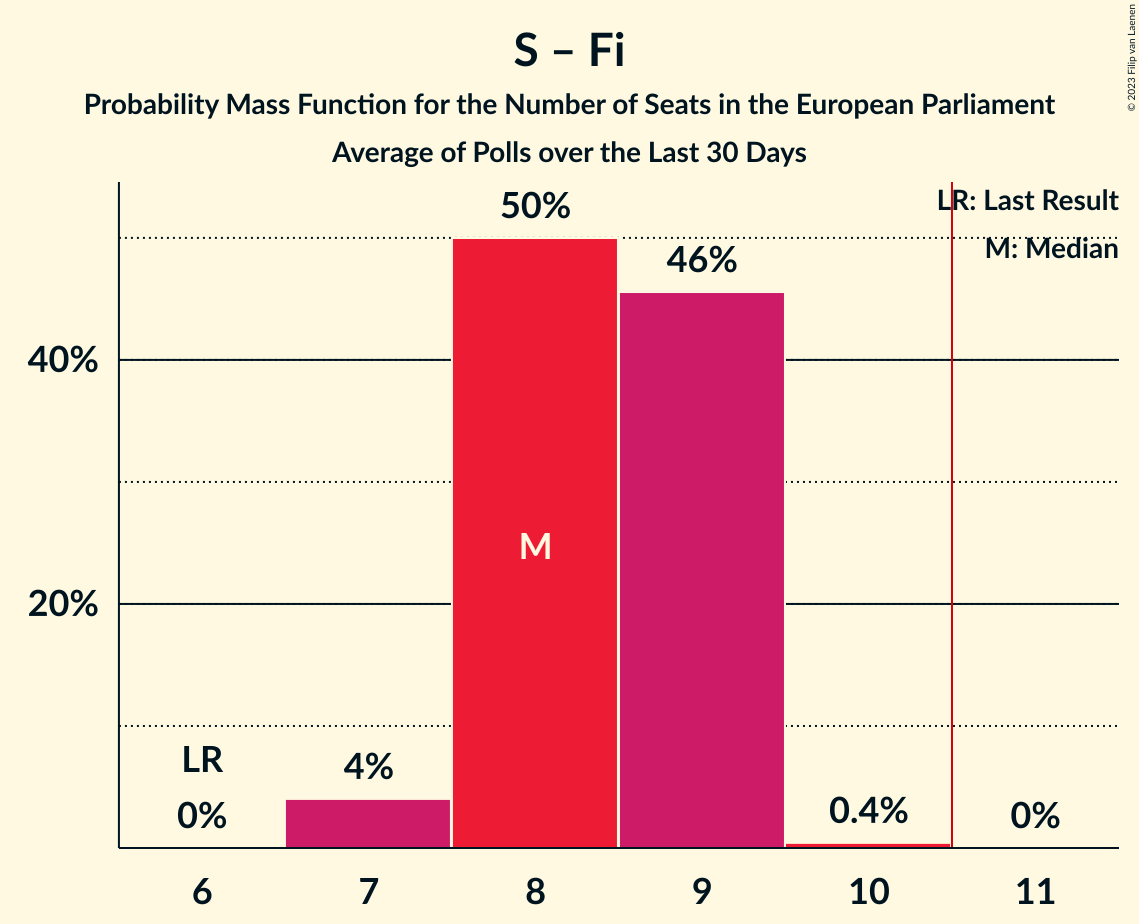 S – Fi
Probability Mass Function for the Number of Seats in the European Parliament
Average of Polls over the Last 30 Days
© 2023 Filip van Laenen
LR: Last Result
M: Median
50%
46%
40%
M
20%
LR
0%
4%
0.4%
0%
6 7 8 9 10 11